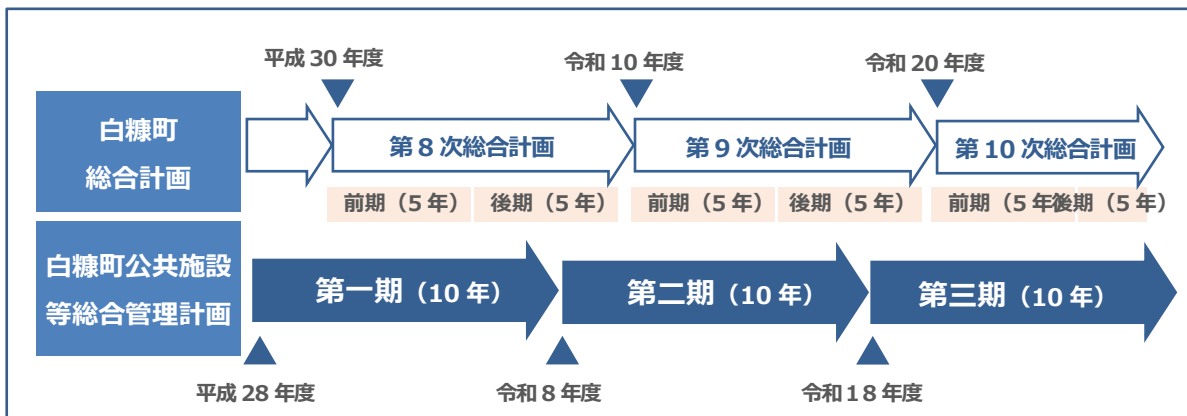 平成 30 年度 令和 10 年度 令和 20 年度
白糠町
総合計画
第 8 次総合計画 第 9 次総合計画 第 10 次総合計画
前期（5 年） 後期（5 年） 前期（5 年） 後期（5 年） 前期（5 年 後期（5 年）
白糠町公共施設
等総合管理計画
第一期（10 年） 第二期（10 年） 第三期（10 年）
平成 28 年度 令和 8 年度 令和 18 年度